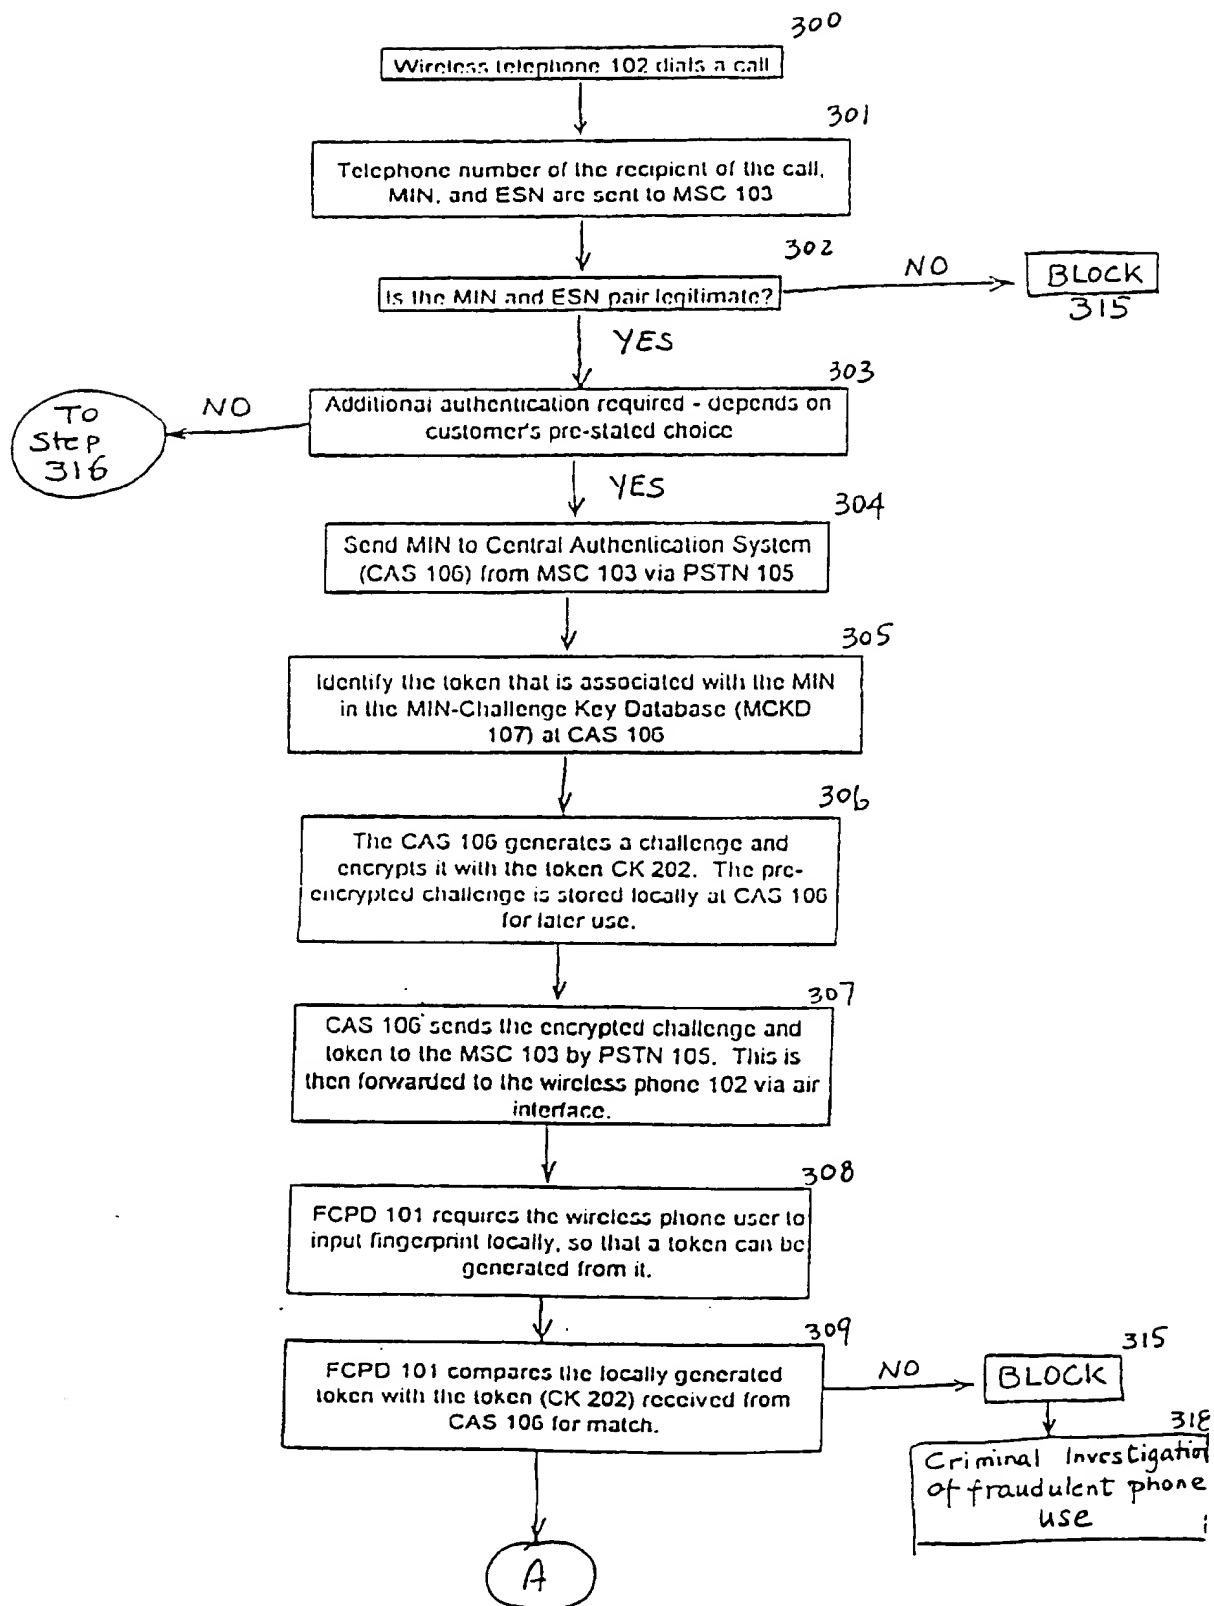 300
Wireless telephone 102 dials a call
301
Telephone number of the recipient of the call,
MIN, and ESN are sent to MSC 103
302
Is the MIN and ESN pair legitimate?
NO
BLOCK
315
YES
303
Additional authentication required - depends on
customer's pre-stated choice
NO
TO
Step
316
YES
304
Send MIN to Central Authentication System
(CAS 106) from MSC 103 via PSTN 105
305
Identify the token that is associated with the MIN
in the MIN-Challenge Key Database (MCKD
107) at CAS 106
306
The CAS 106 generates a challenge and
encrypts it with the token CK 202. The pre-
encrypted challenge is stored locally at CAS 106
for later use.
307
CAS 106 sends the encrypted challenge and
token to the MSC 103 by PSTN 105. This is
then forwarded to the wireless phone 102 via air
interface.
308
FCPD 101 requires the wireless phone user to
input fingerprint locally, so that a token can be
generated from it.
309
FCPD 101 compares the locally generated
token with the token (CK 202) received from
CAS 106 for match.
NO
315
BLOCK
318
Criminal Investigation
of fraudulent phone
use
A